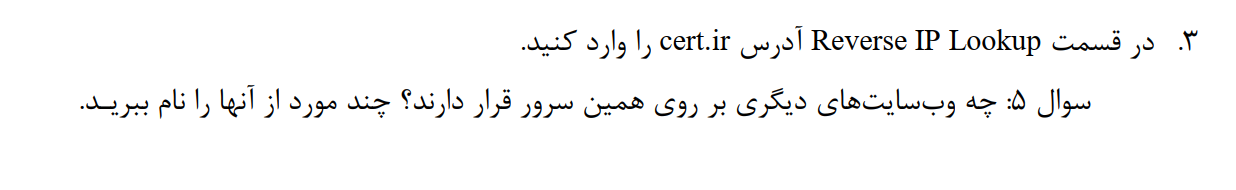 ۳. در قسمت Reverse IP Lookup آدرس cert.ir را وارد کنید.
سوال ۵: چه وب‌سایت‌های دیگری بر روی همین سرور قرار دارند؟ چند مورد از آنها را نام ببریـد.